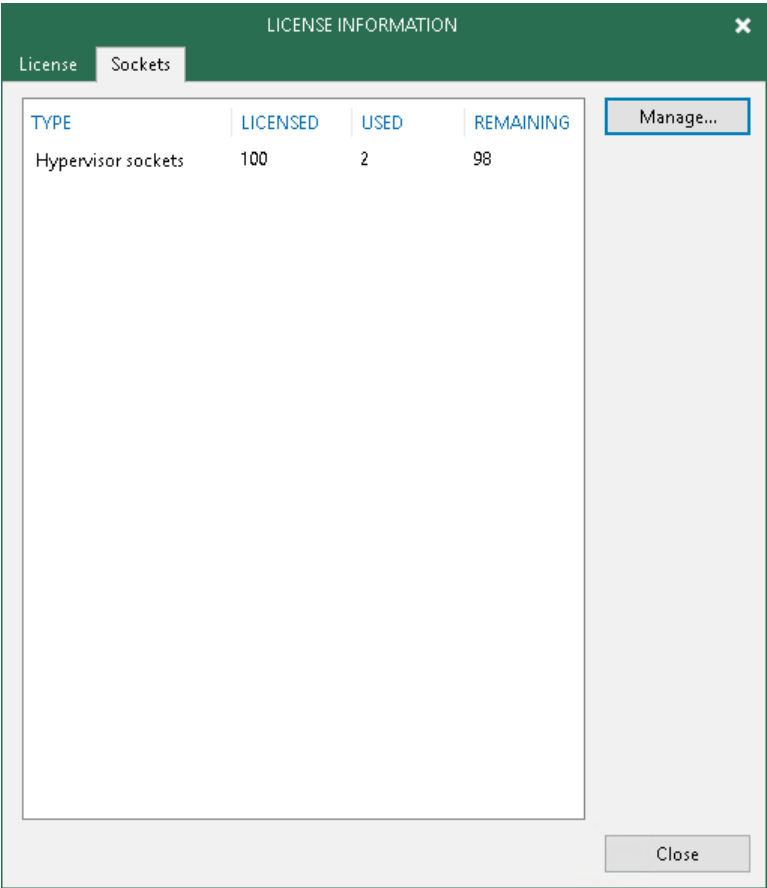 LICENSE INFORMATION
License Sockets
TYPE LICENSED USED REMAINING
Hypervisor sockets 100 2 98
Manage...
Close